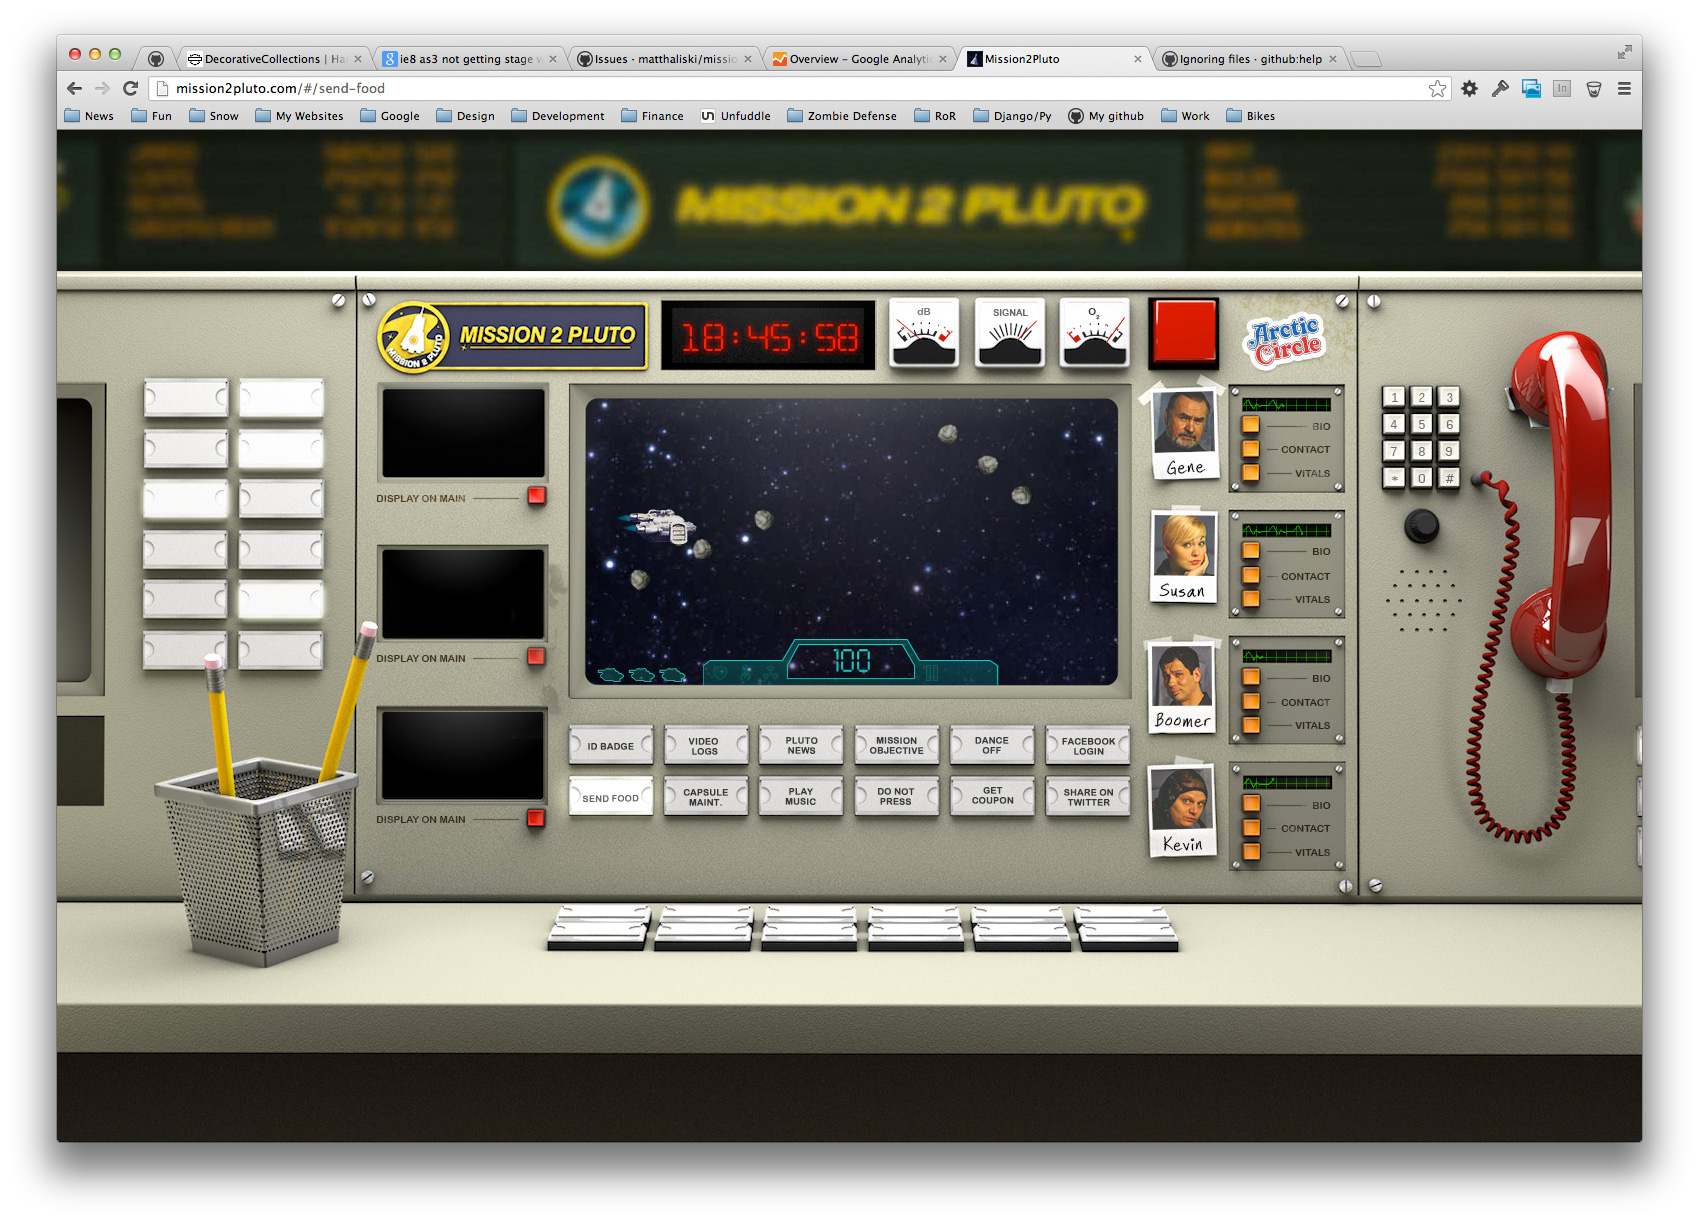 DecorativeCollections | Ha
ie8 as3 not getting stage w
Issues · matthaliski/missio
Overview – Google Analytic
Mission2Pluto
Ignoring files · github:help
mission2pluto.com/#/send-food
News
Fun
Snow
My Websites
Google
Design
Development
Finance
Unfuddle
Zombie Defense
RoR
Django/Py
My github
Work
Bikes
MISSION 2 PLUTO
MISSION 2 PLUTO
MISSION 2 PLUTO
18:45:58
dB
SIGNAL
O2
Arctic
Circle
DISPLAY ON MAIN
DISPLAY ON MAIN
DISPLAY ON MAIN
100
Gene
BIO
CONTACT
VITALS
Susan
BIO
CONTACT
VITALS
Boomer
BIO
CONTACT
VITALS
Kevin
BIO
CONTACT
VITALS
1 2 3
4 5 6
7 8 9
* 0 #
ID BADGE
VIDEO
LOGS
PLUTO
NEWS
MISSION
OBJECTIVE
DANCE
OFF
FACEBOOK
LOGIN
SEND FOOD
CAPSULE
MAINT.
PLAY
MUSIC
DO NOT
PRESS
GET
COUPON
SHARE ON
TWITTER